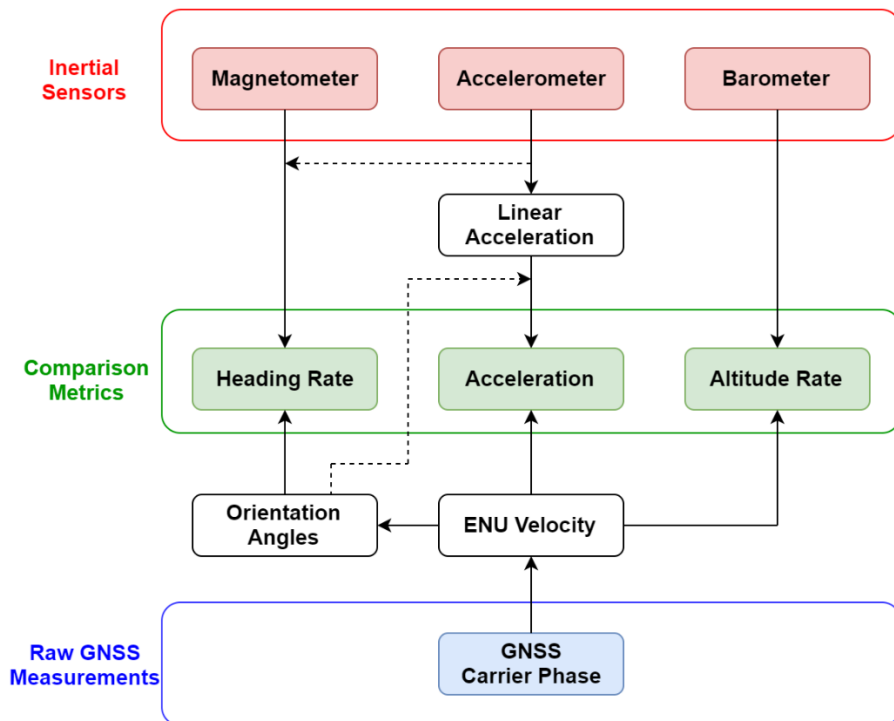 Inertial
Sensors
Magnetometer
Accelerometer
Barometer
Linear
Acceleration
Comparison
Metrics
Heading Rate
Acceleration
Altitude Rate
Orientation
Angles
ENU Velocity
Raw GNSS
Measurements
GNSS
Carrier Phase